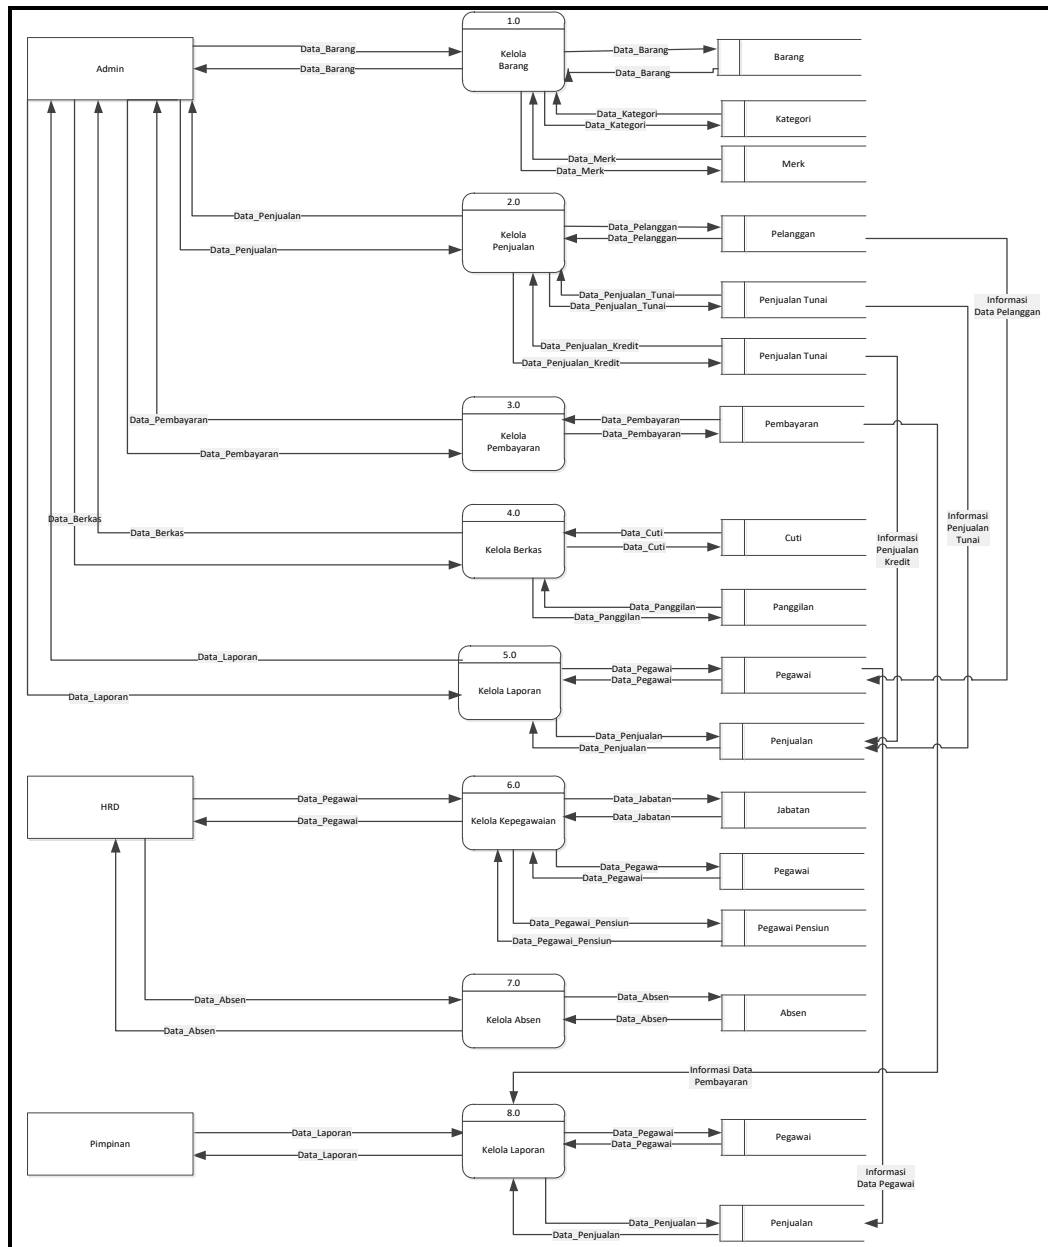 1.0
Kelola
Barang
Admin
Data_Barang
Data_Barang
Data_Barang
Data_Barang
Barang
Data_Kategori
Data_Kategori
Kategori
Data_Merk
Data_Merk
Merk
2.0
Kelola
Penjualan
Data_Penjualan
Data_Penjualan
Data_Pelanggan
Data_Pelanggan
Pelanggan
Data_Penjualan_Tunai
Data_Penjualan_Tunai
Penjualan Tunai
Informasi
Data Pelanggan
Data_Penjualan_Kredit
Data_Penjualan_Kredit
Penjualan Tunai
3.0
Kelola
Pembayaran
Data_Pembayaran
Data_Pembayaran
Data_Pembayaran
Data_Pembayaran
Pembayaran
4.0
Kelola Berkas
Data_Berkas
Data_Berkas
Data_Cuti
Data_Cuti
Cuti
Informasi
Penjualan
Kredit
Informasi
Penjualan
Tunai
Data_Panggilan
Data_Panggilan
Panggilan
5.0
Kelola Laporan
Data_Laporan
Data_Laporan
Data_Pegawai
Data_Pegawai
Pegawai
Data_Penjualan
Data_Penjualan
Penjualan
HRD
6.0
Kelola Kepegawaian
Data_Pegawai
Data_Pegawai
Data_Jabatan
Data_Jabatan
Jabatan
Data_Pegawa
Data_Pegawai
Pegawai
Data_Pegawai_Pensiun
Data_Pegawai_Pensiun
Pegawai Pensiun
7.0
Kelola Absen
Data_Absen
Data_Absen
Data_Absen
Data_Absen
Absen
Informasi Data
Pembayaran
Pimpinan
8.0
Kelola Laporan
Data_Laporan
Data_Laporan
Data_Pegawai
Data_Pegawai
Pegawai
Informasi
Data Pegawai
Data_Penjualan
Data_Penjualan
Penjualan